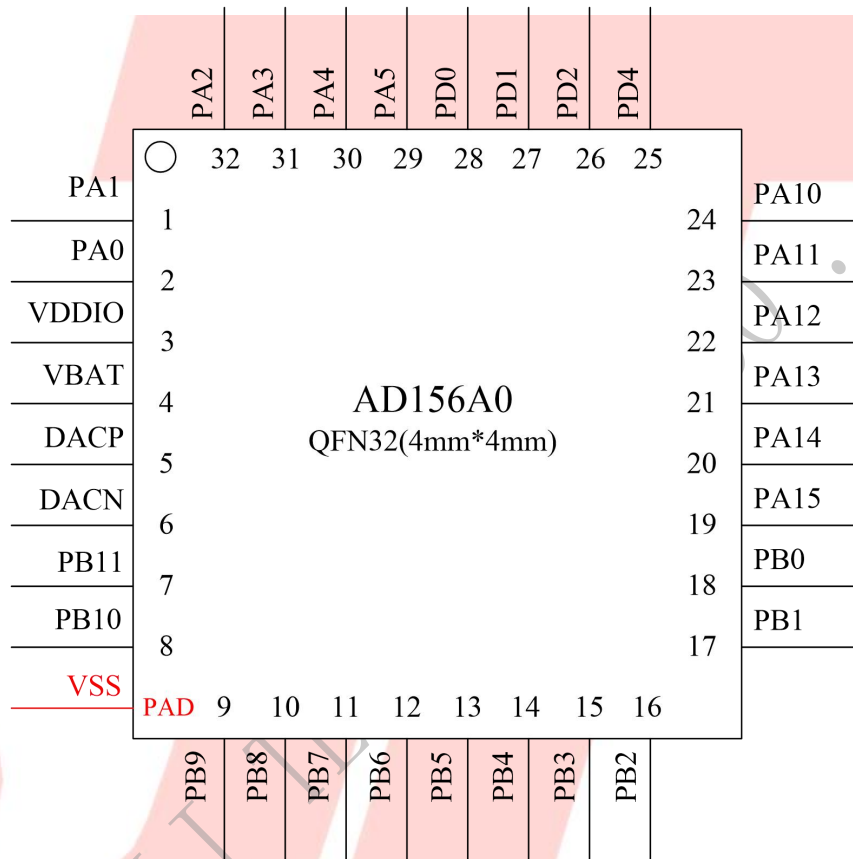 PA2 PA3 PA4 PA5 PD0 PD1 PD2 PD4
32 31 30 29 28 27 26 25
PA1 1 24 PA10
PA0 2 23 PA11
VDDIO 3 22 PA12
VBAT 4 21 PA13
AD156A0
QFN32(4mm*4mm)
DACP 5 20 PA14
DACN 6 19 PA15
PB11 7 18 PB0
PB10 8 17 PB1
VSS PAD 9 10 11 12 13 14 15 16
PB9 PB8 PB7 PB6 PB5 PB4 PB3 PB2